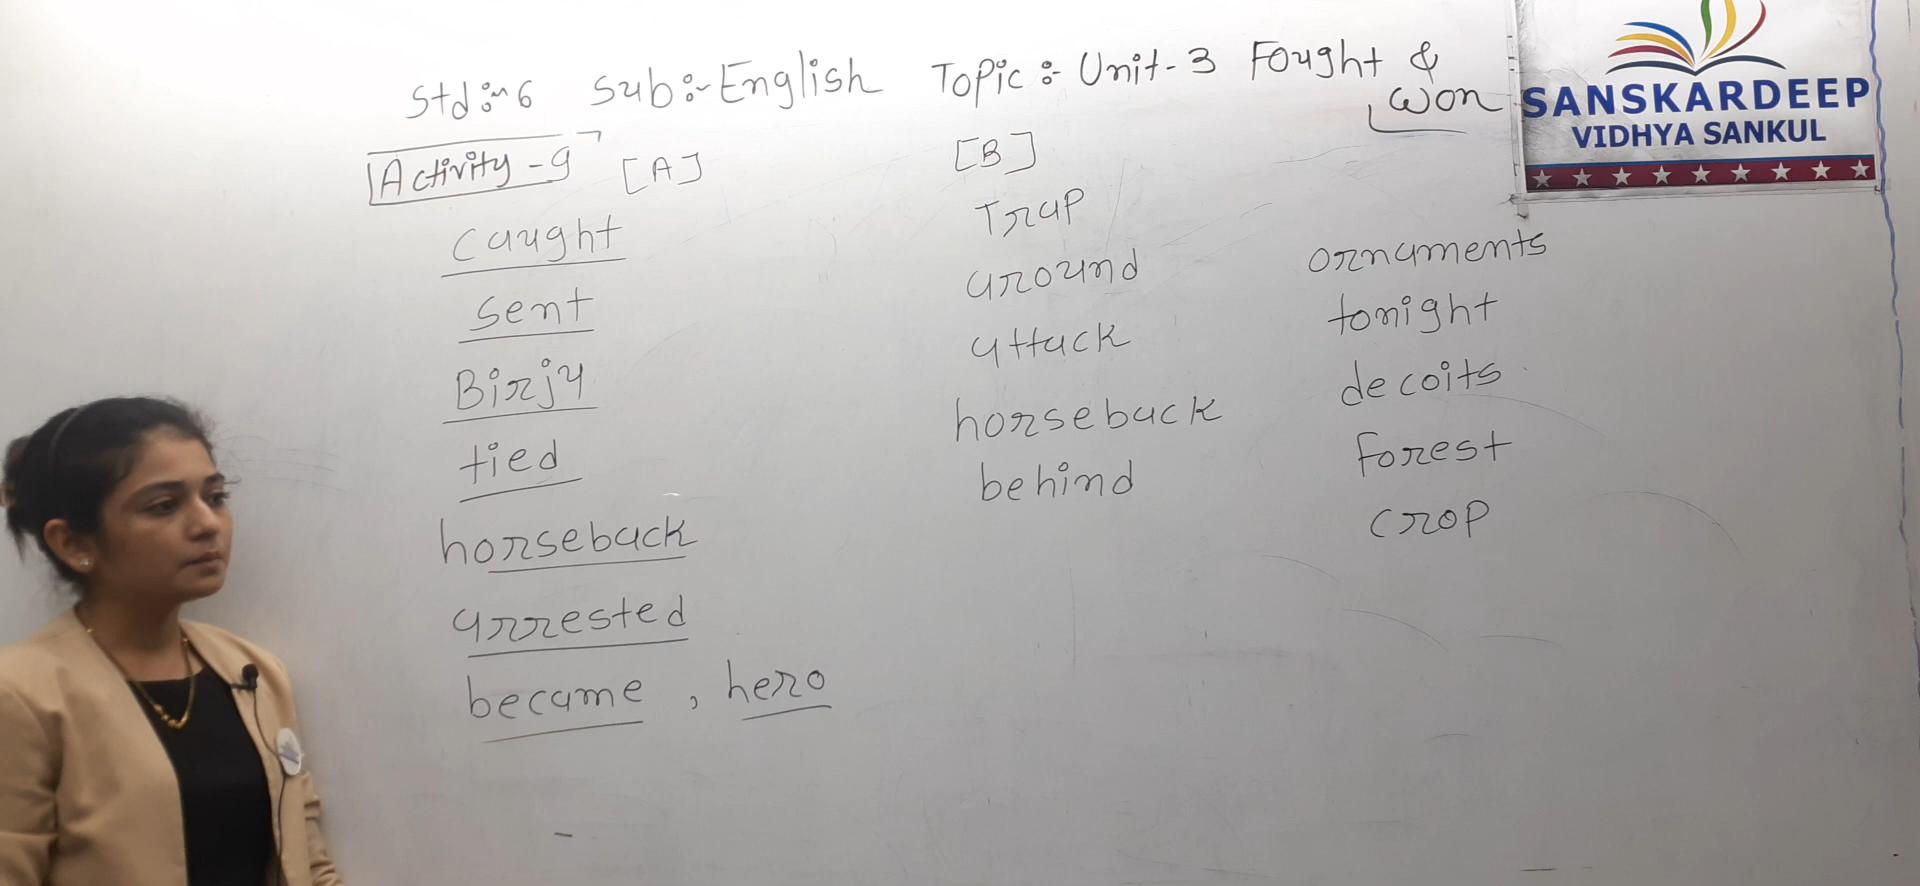 Std:- 6 Sub:- English Topic :- Unit-3 Fought &
Won
SANSKARDEEP
VIDHYA SANKUL
Activity - 9 [A]
caught
sent
Birju
tied
horseback
arrested
became , hero
[B]
Trap
around
attack
horseback
behind
ornaments
tonight
decoits
Forest
crop